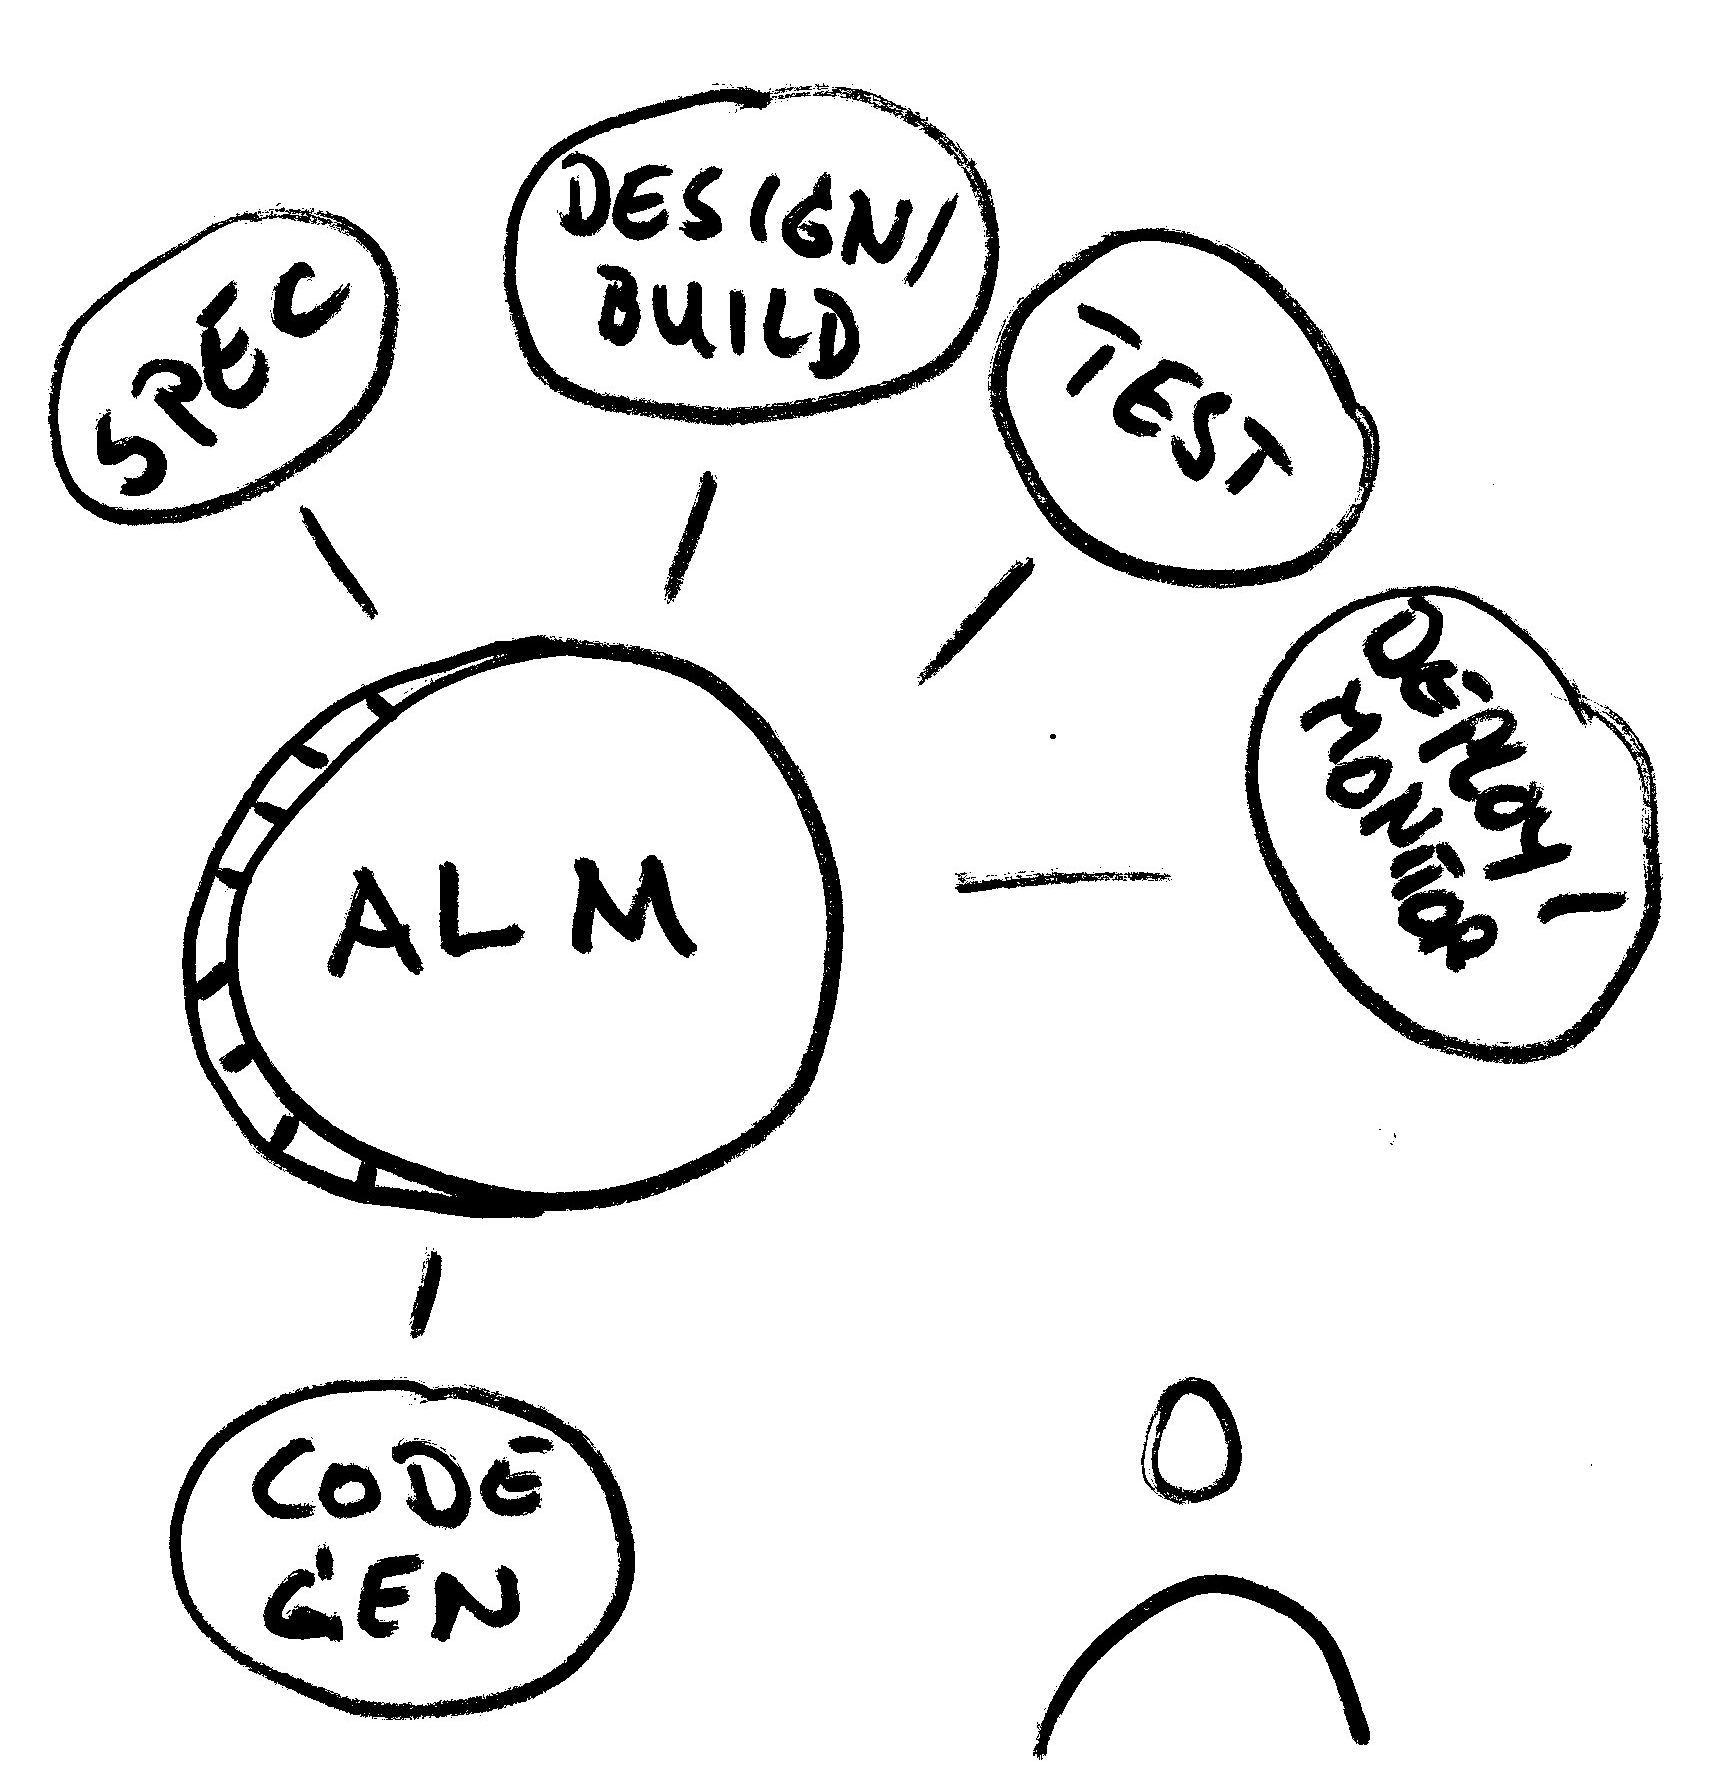 SPEC
DESIGN/
BUILD
TEST
DEPLOY/
MONITOR
ALM
CODE
GEN